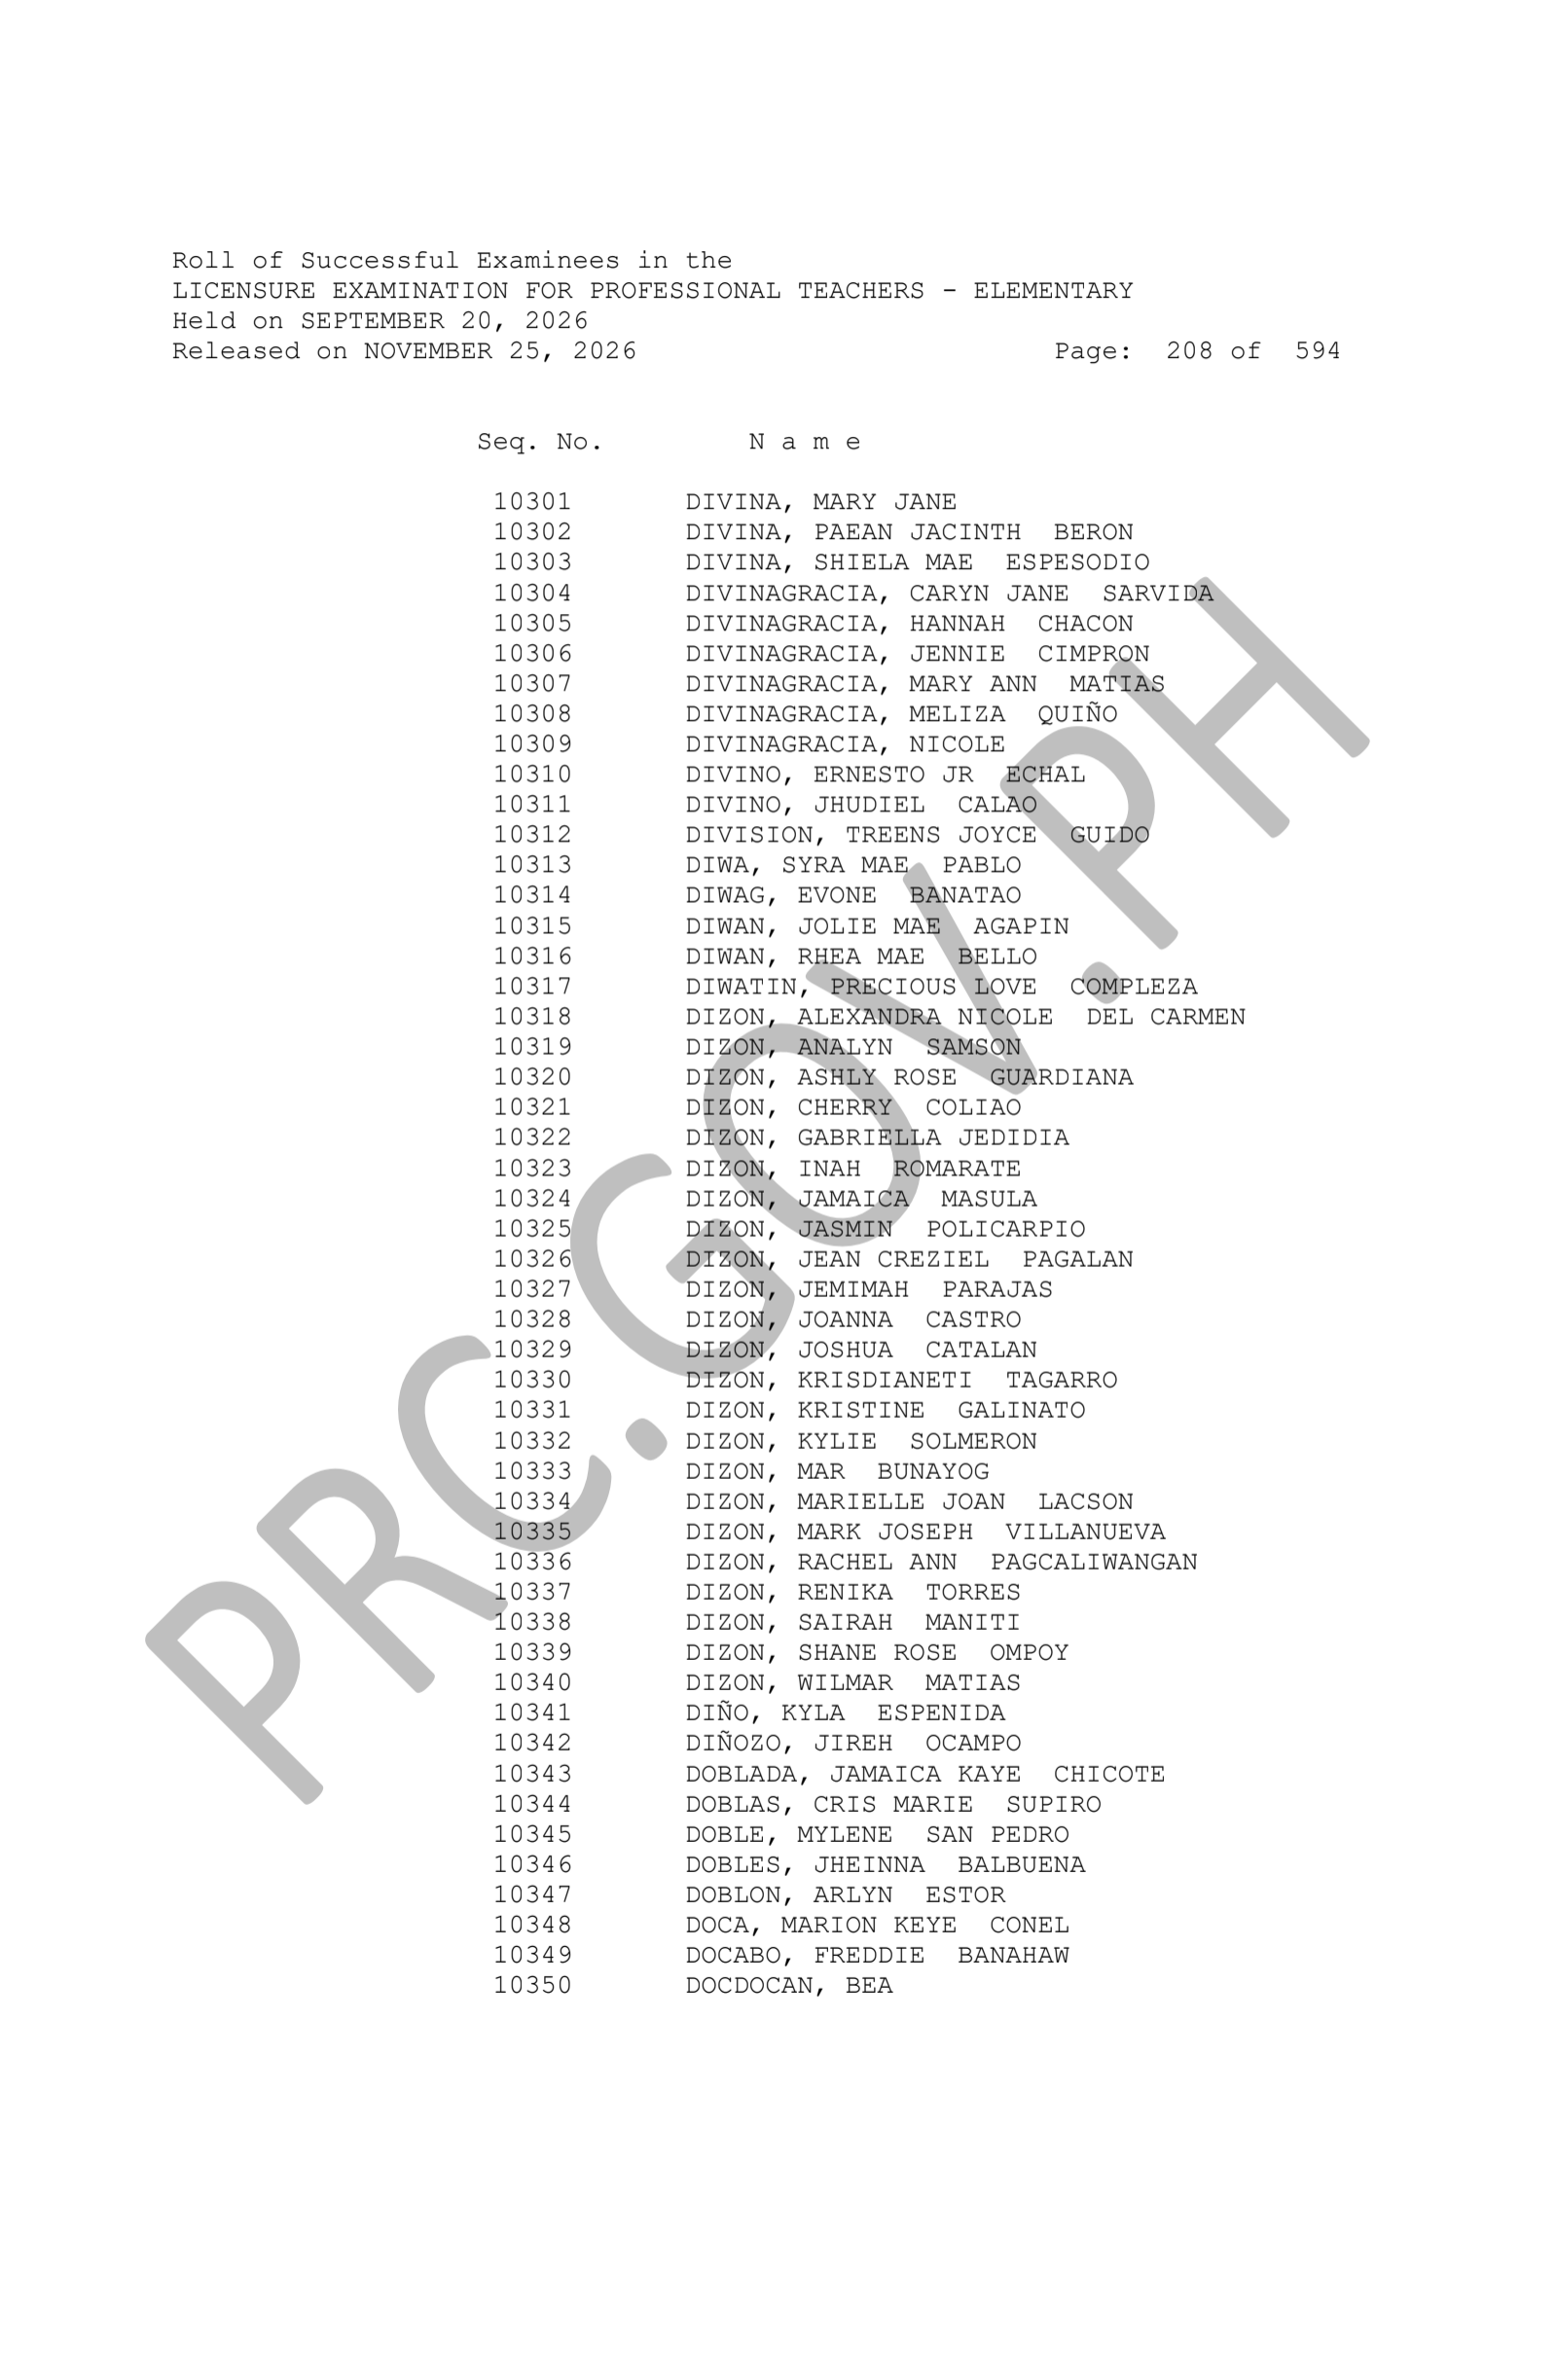 Roll of Successful Examinees in the
LICENSURE EXAMINATION FOR PROFESSIONAL TEACHERS - ELEMENTARY
Held on SEPTEMBER 20, 2026
Released on NOVEMBER 25, 2026 Page: 208 of 594
Seq. No. N a m e
10301 DIVINA, MARY JANE
10302 DIVINA, PAEAN JACINTH BERON
10303 DIVINA, SHIELA MAE ESPESODIO
10304 DIVINAGRACIA, CARYN JANE SARVIDA
10305 DIVINAGRACIA, HANNAH CHACON
10306 DIVINAGRACIA, JENNIE CIMPRON
10307 DIVINAGRACIA, MARY ANN MATIAS
10308 DIVINAGRACIA, MELIZA QUIÑO
10309 DIVINAGRACIA, NICOLE
10310 DIVINO, ERNESTO JR ECHAL
10311 DIVINO, JHUDIEL CALAO
10312 DIVISION, TREENS JOYCE GUIDO
10313 DIWA, SYRA MAE PABLO
10314 DIWAG, EVONE BANATAO
10315 DIWAN, JOLIE MAE AGAPIN
10316 DIWAN, RHEA MAE BELLO
10317 DIWATIN, PRECIOUS LOVE COMPLEZA
10318 DIZON, ALEXANDRA NICOLE DEL CARMEN
10319 DIZON, ANALYN SAMSON
10320 DIZON, ASHLY ROSE GUARDIANA
10321 DIZON, CHERRY COLIAO
10322 DIZON, GABRIELLA JEDIDIA
10323 DIZON, INAH ROMARATE
10324 DIZON, JAMAICA MASULA
10325 DIZON, JASMIN POLICARPIO
10326 DIZON, JEAN CREZIEL PAGALAN
10327 DIZON, JEMIMAH PARAJAS
10328 DIZON, JOANNA CASTRO
10329 DIZON, JOSHUA CATALAN
10330 DIZON, KRISDIANETI TAGARRO
10331 DIZON, KRISTINE GALINATO
10332 DIZON, KYLIE SOLMERON
10333 DIZON, MAR BUNAYOG
10334 DIZON, MARIELLE JOAN LACSON
10335 DIZON, MARK JOSEPH VILLANUEVA
10336 DIZON, RACHEL ANN PAGCALIWANGAN
10337 DIZON, RENIKA TORRES
10338 DIZON, SAIRAH MANITI
10339 DIZON, SHANE ROSE OMPOY
10340 DIZON, WILMAR MATIAS
10341 DIÑO, KYLA ESPENIDA
10342 DIÑOZO, JIREH OCAMPO
10343 DOBLADA, JAMAICA KAYE CHICOTE
10344 DOBLAS, CRIS MARIE SUPIRO
10345 DOBLE, MYLENE SAN PEDRO
10346 DOBLES, JHEINNA BALBUENA
10347 DOBLON, ARLYN ESTOR
10348 DOCA, MARION KEYE CONEL
10349 DOCABO, FREDDIE BANAHAW
10350 DOCDOCAN, BEA
PRC.GOV.PH